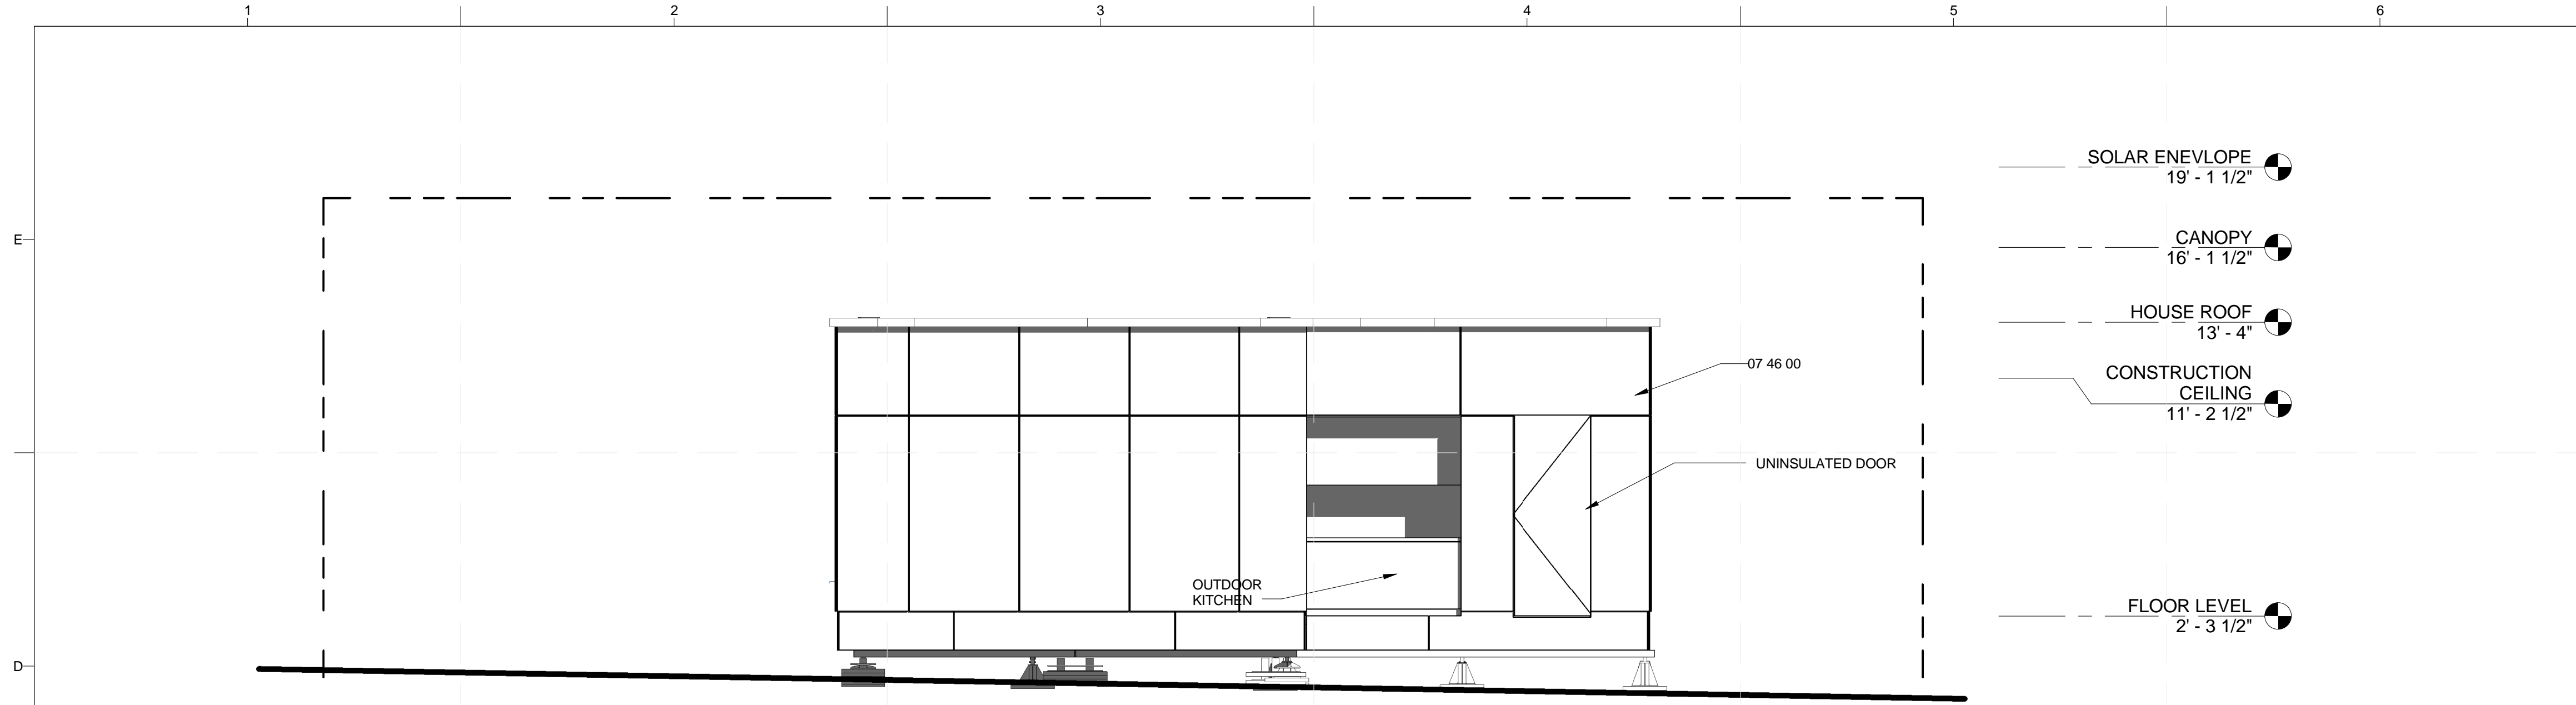 1 2 3 4 5 6
SOLAR ENEVLOPE
19' - 1 1/2"
E
CANOPY
16' - 1 1/2"
HOUSE ROOF
13' - 4"
07 46 00
CONSTRUCTION
CEILING
11' - 2 1/2"
UNINSULATED DOOR
OUTDOOR
KITCHEN
FLOOR LEVEL
2' - 3 1/2"
D